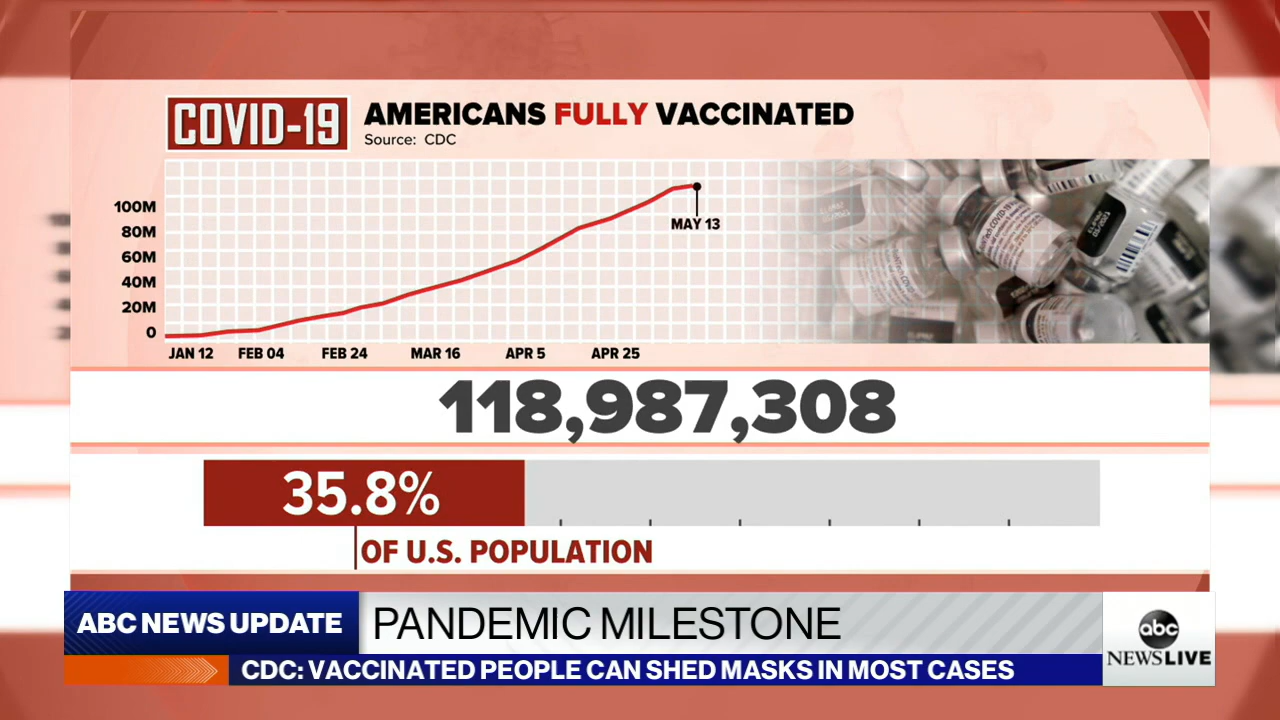 COVID-19
AMERICANS FULLY VACCINATED
Source: CDC
100M
80M
60M
40M
20M
0
MAY 13
JAN 12 FEB 04 FEB 24 MAR 16 APR 5 APR 25
118,987,308
35.8%
OF U.S. POPULATION
ABC NEWS UPDATE
PANDEMIC MILESTONE
CDC: VACCINATED PEOPLE CAN SHED MASKS IN MOST CASES
abc
NEWSLIVE